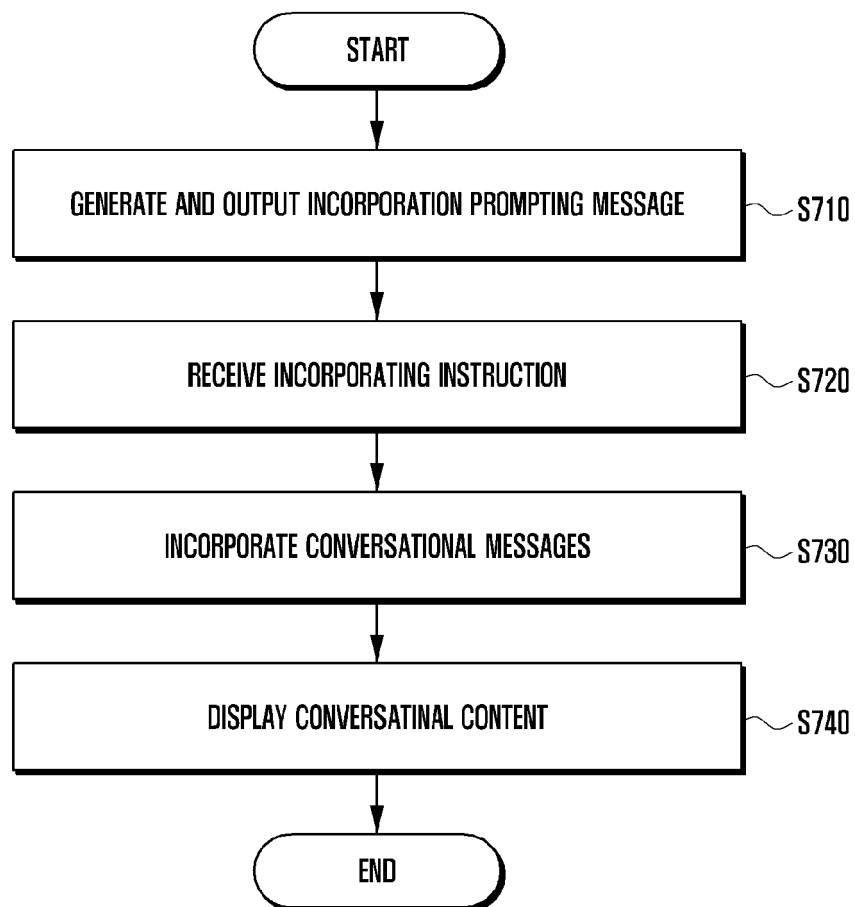 START
GENERATE AND OUTPUT INCORPORATION PROMPTING MESSAGE
S710
RECEIVE INCORPORATING INSTRUCTION
S720
INCORPORATE CONVERSATIONAL MESSAGES
S730
DISPLAY CONVERSATINAL CONTENT
S740
END